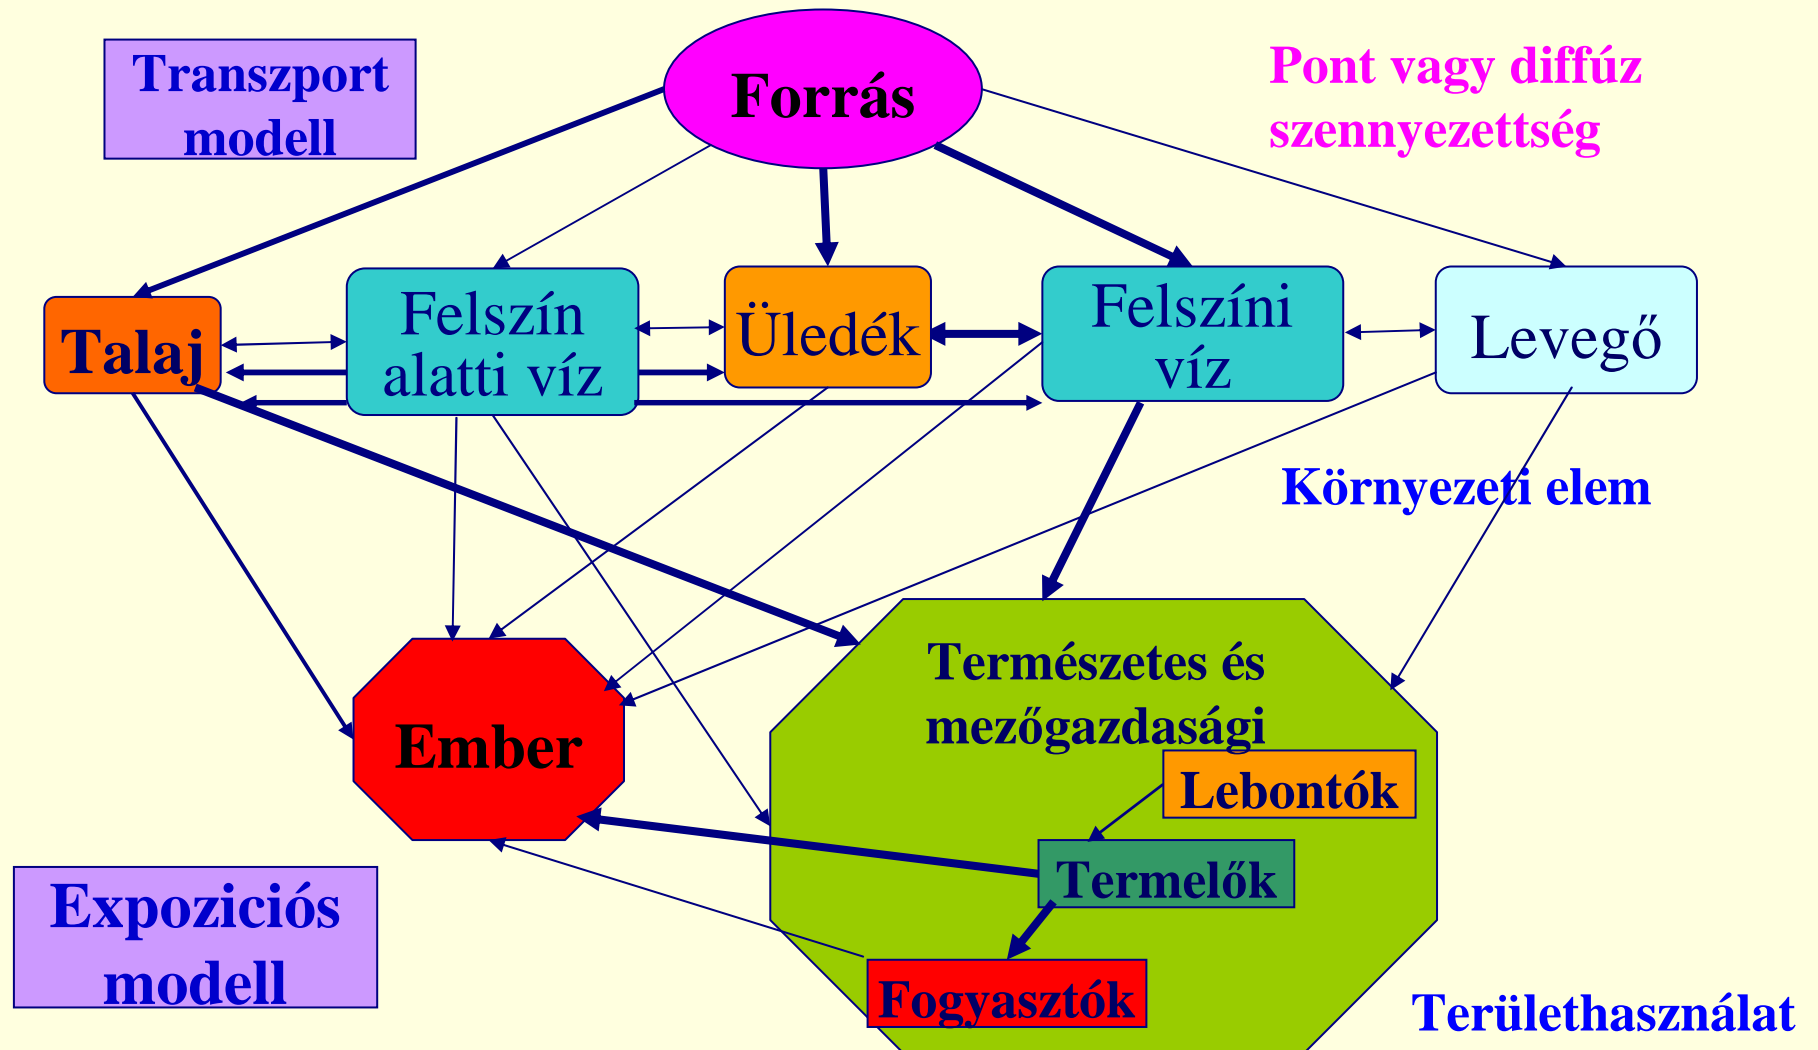 Transzport
modell
Forrás
Pont vagy diffúz
szennyezettség
Talaj
Felszín
alatti víz
Üledék
Felszíni
víz
Levegő
Környezeti elem
Ember
Természetes és
mezőgazdasági
Lebontók
Termelők
Fogyasztók
Expoziciós
modell
Területhasználat